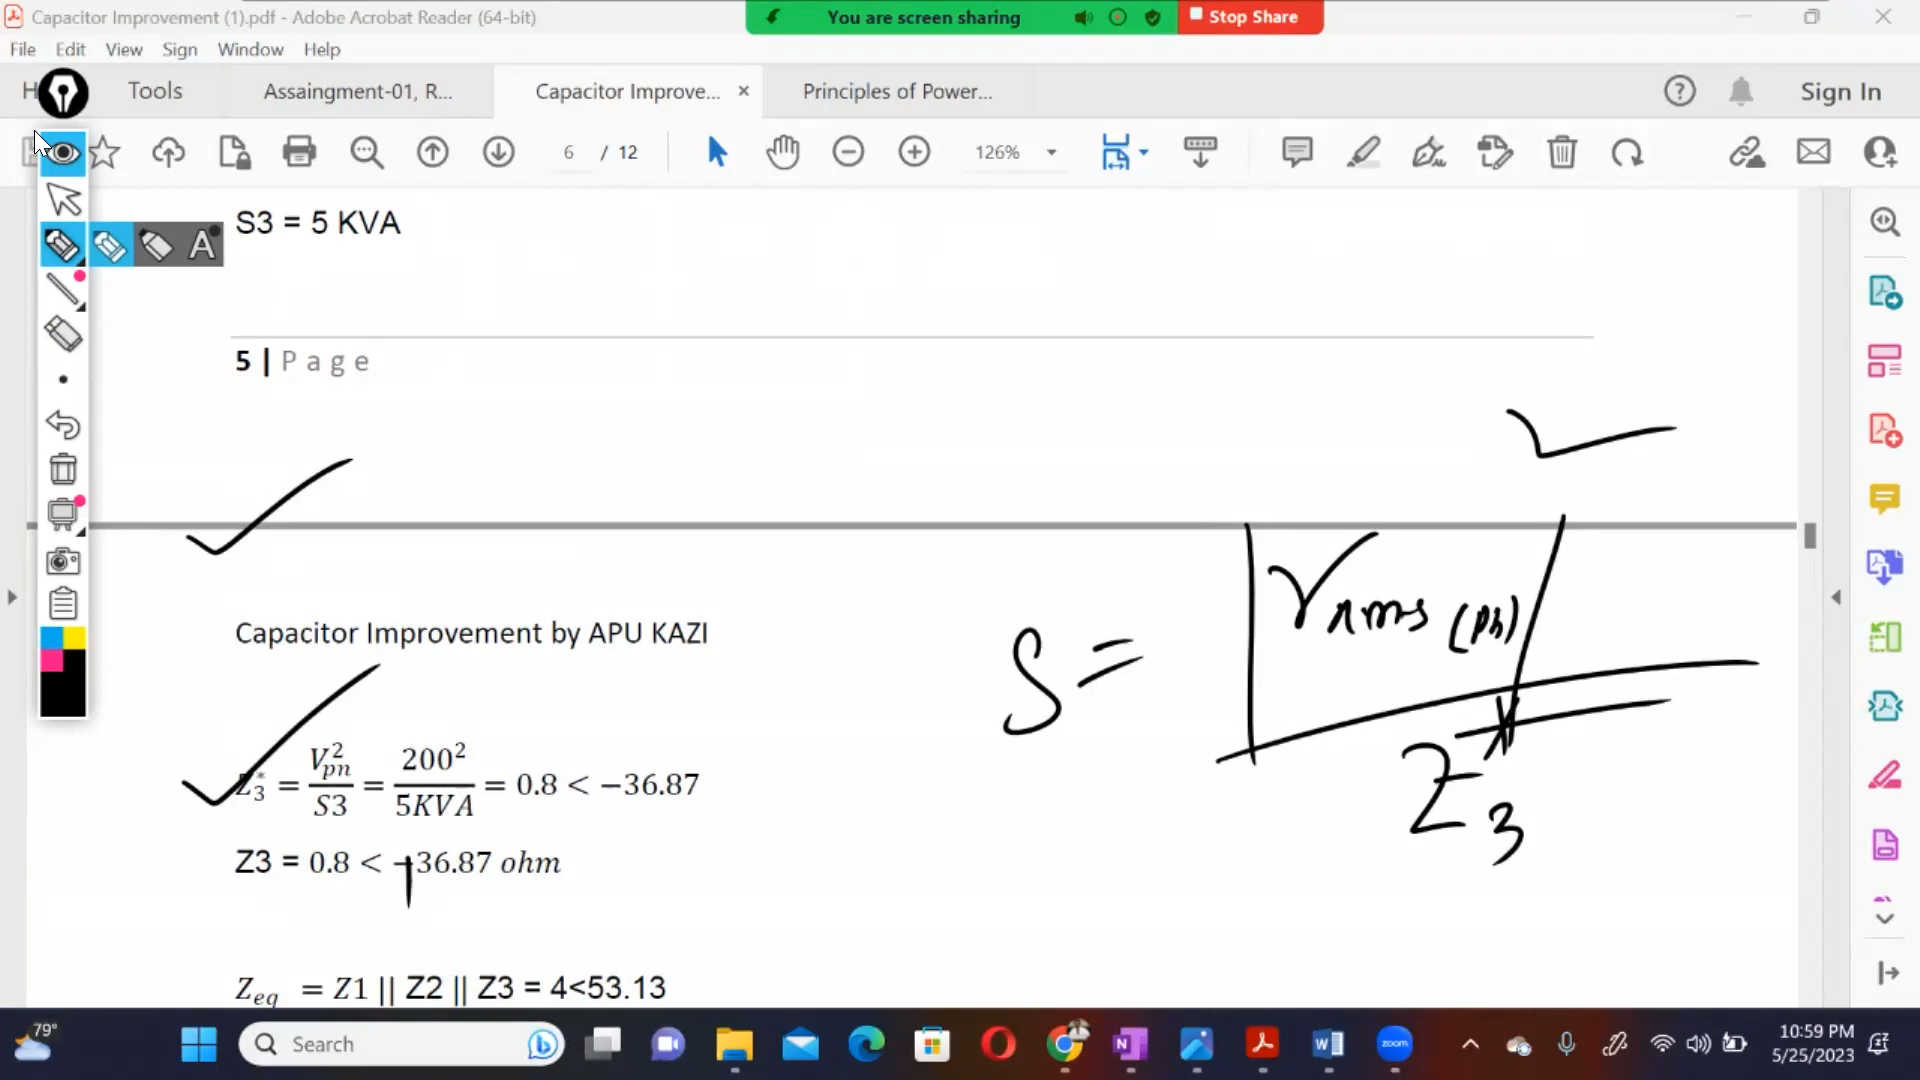 Capacitor Improvement (1).pdf - Adobe Acrobat Reader (64-bit)
You are screen sharing
Stop Share
File Edit View Sign Window Help
Tools
Assaingment-01, R...
Capacitor Improve... ×
Principles of Power...
Sign In
6 / 12
126%
A
S3 = 5 KVA
5 | Page
Capacitor Improvement by APU KAZI
S = Vrms (Ph)
Z3
Z₃* = V²pn / S3 = 200² / 5KVA = 0.8 < −36.87
Z3 = 0.8 < −36.87 ohm
Zeq = Z1 || Z2 || Z3 = 4<53.13
79°
Search
zoom
10:59 PM
5/25/2023